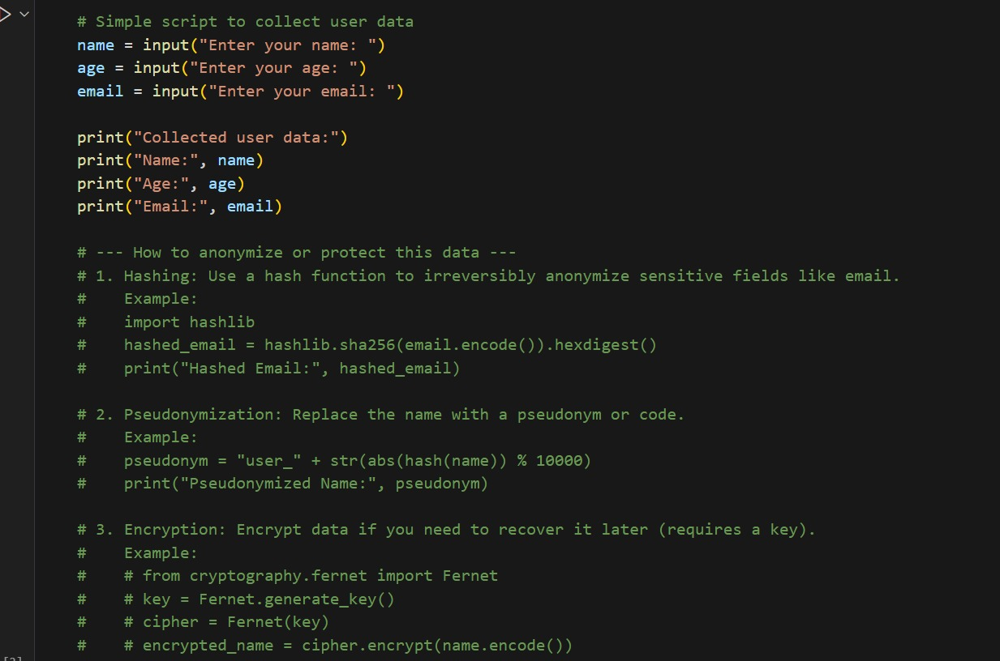 # Simple script to collect user data
name = input("Enter your name: ")
age = input("Enter your age: ")
email = input("Enter your email: ")

print("Collected user data:")
print("Name:", name)
print("Age:", age)
print("Email:", email)

# --- How to anonymize or protect this data ---
# 1. Hashing: Use a hash function to irreversibly anonymize sensitive fields like email.
#    Example:
#    import hashlib
#    hashed_email = hashlib.sha256(email.encode()).hexdigest()
#    print("Hashed Email:", hashed_email)

# 2. Pseudonymization: Replace the name with a pseudonym or code.
#    Example:
#    pseudonym = "user_" + str(abs(hash(name)) % 10000)
#    print("Pseudonymized Name:", pseudonym)

# 3. Encryption: Encrypt data if you need to recover it later (requires a key).
#    Example:
#    # from cryptography.fernet import Fernet
#    # key = Fernet.generate_key()
#    # cipher = Fernet(key)
#    # encrypted_name = cipher.encrypt(name.encode())